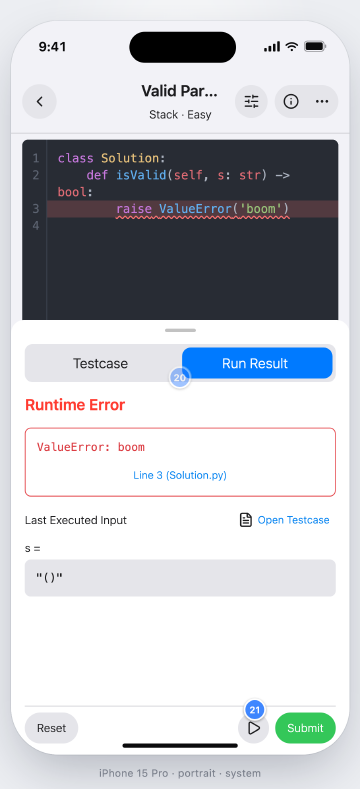 9:41
Valid Par...
Stack · Easy
1 class Solution:
2 def isValid(self, s: str) ->
bool:
3 raise ValueError('boom')
4
Testcase
Run Result
20
Runtime Error
ValueError: boom
Line 3 (Solution.py)
Last Executed Input
Open Testcase
s =
"()"
21
Reset
Submit
iPhone 15 Pro · portrait · system